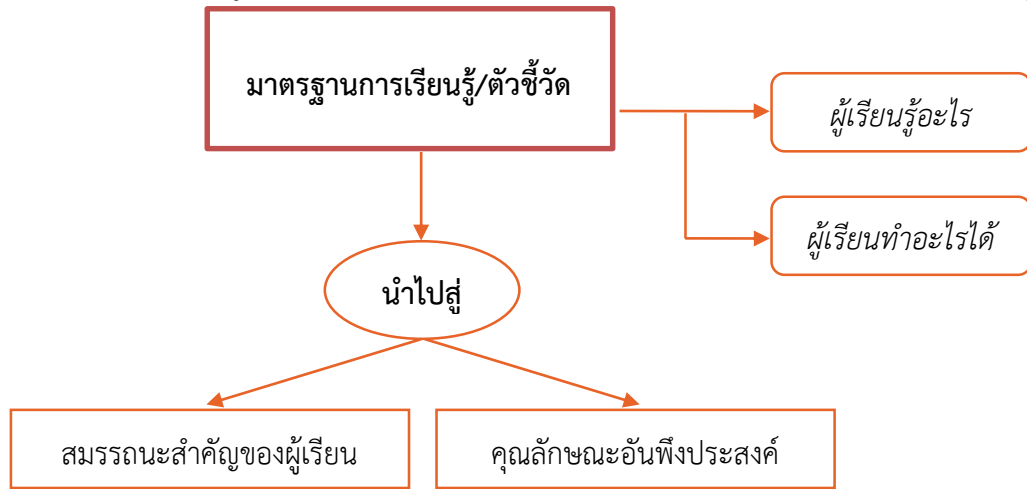 มาตรฐานการเรียนรู้/ตัวชี้วัด
ผู้เรียนรู้อะไร
ผู้เรียนทำอะไรได้
นำไปสู่
สมรรถนะสำคัญของผู้เรียน
คุณลักษณะอันพึงประสงค์